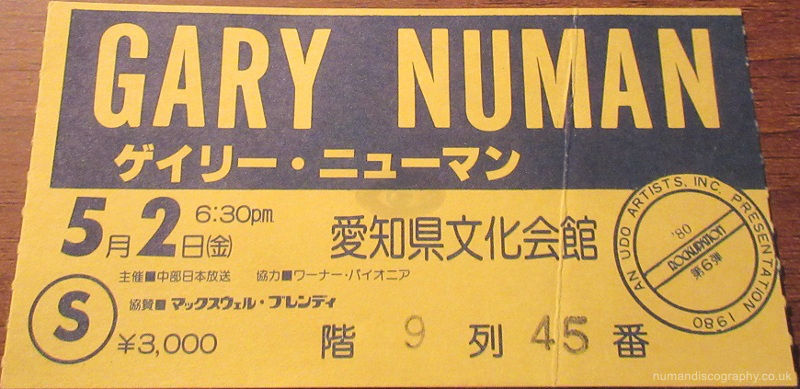 GARY NUMAN
ゲイリー・ニューマン
5月2日(金) 6:30pm
愛知県文化会館
主催■中部日本放送 協力■ワーナー・パイオニア
協賛■マックスウェル・ブレンディ
S
¥3,000
階 9 列 45 番
AN UDO ARTISTS, INC. PRESENTATION 1980
'80
ROCKUPATION
第6弾
numandiscography.co.uk